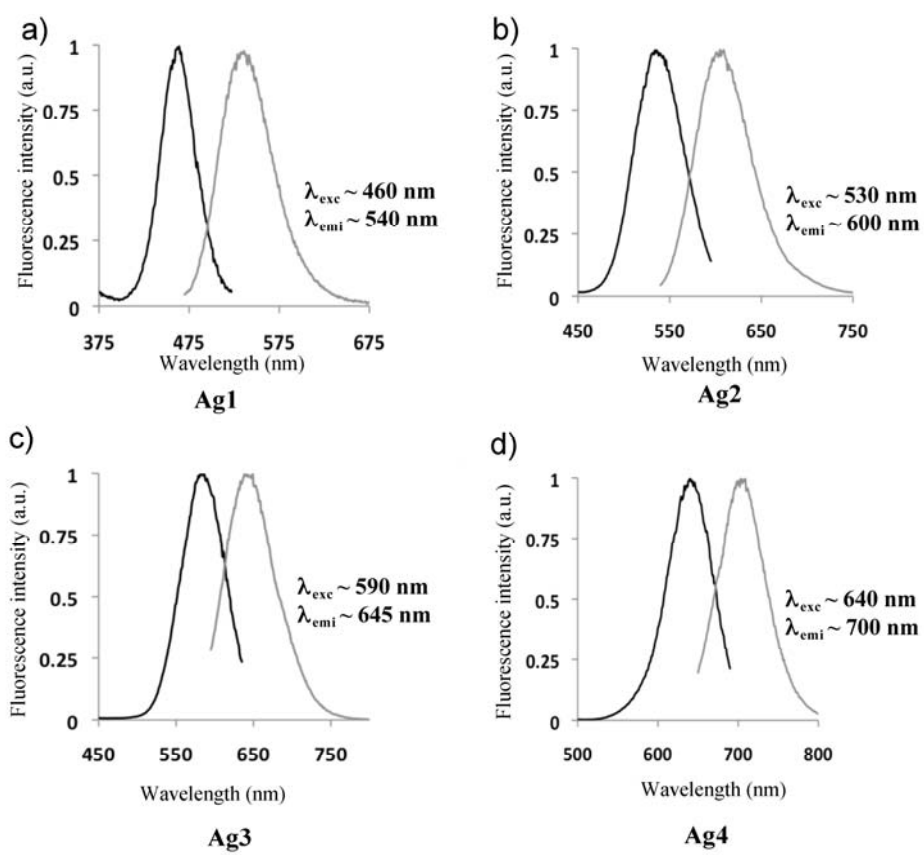 a)
Fluorescence intensity (a.u.)
1
0.75
0.5
0.25
0
375 475 575 675
Wavelength (nm)
λexc ~ 460 nm
λemi ~ 540 nm
Ag1
b)
Fluorescence intensity (a.u.)
1
0.75
0.5
0.25
0
450 550 650 750
Wavelength (nm)
λexc ~ 530 nm
λemi ~ 600 nm
Ag2
c)
Fluorescence intensity (a.u.)
1
0.75
0.5
0.25
0
450 550 650 750
Wavelength (nm)
λexc ~ 590 nm
λemi ~ 645 nm
Ag3
d)
Fluorescence intensity (a.u.)
1
0.75
0.5
0.25
0
500 600 700 800
Wavelength (nm)
λexc ~ 640 nm
λemi ~ 700 nm
Ag4